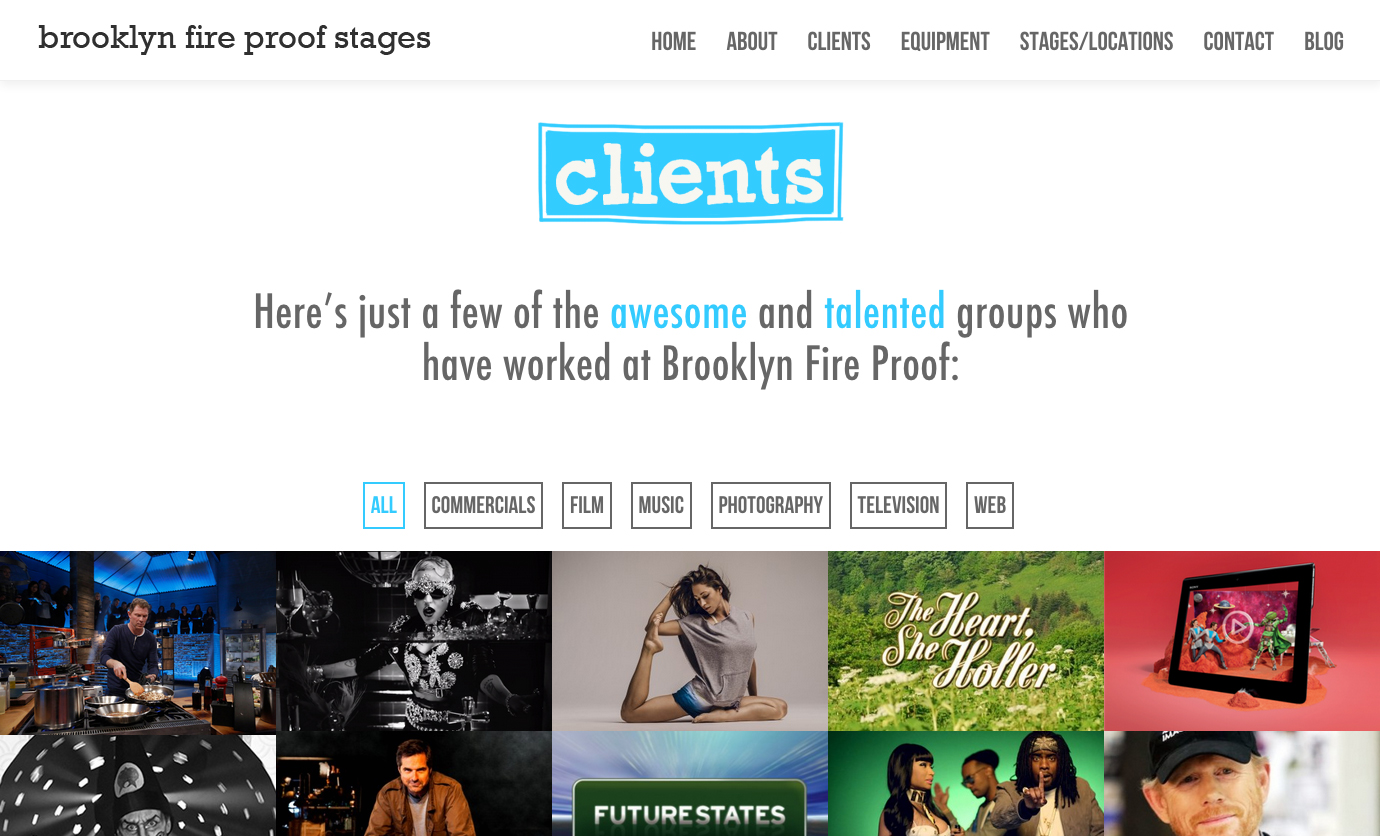 brooklyn fire proof stages
HOME ABOUT CLIENTS EQUIPMENT STAGES/LOCATIONS CONTACT BLOG
clients
Here's just a few of the awesome and talented groups who
have worked at Brooklyn Fire Proof:
ALL COMMERCIALS FILM MUSIC PHOTOGRAPHY TELEVISION WEB
The Heart,
She Holler
FUTURESTATES